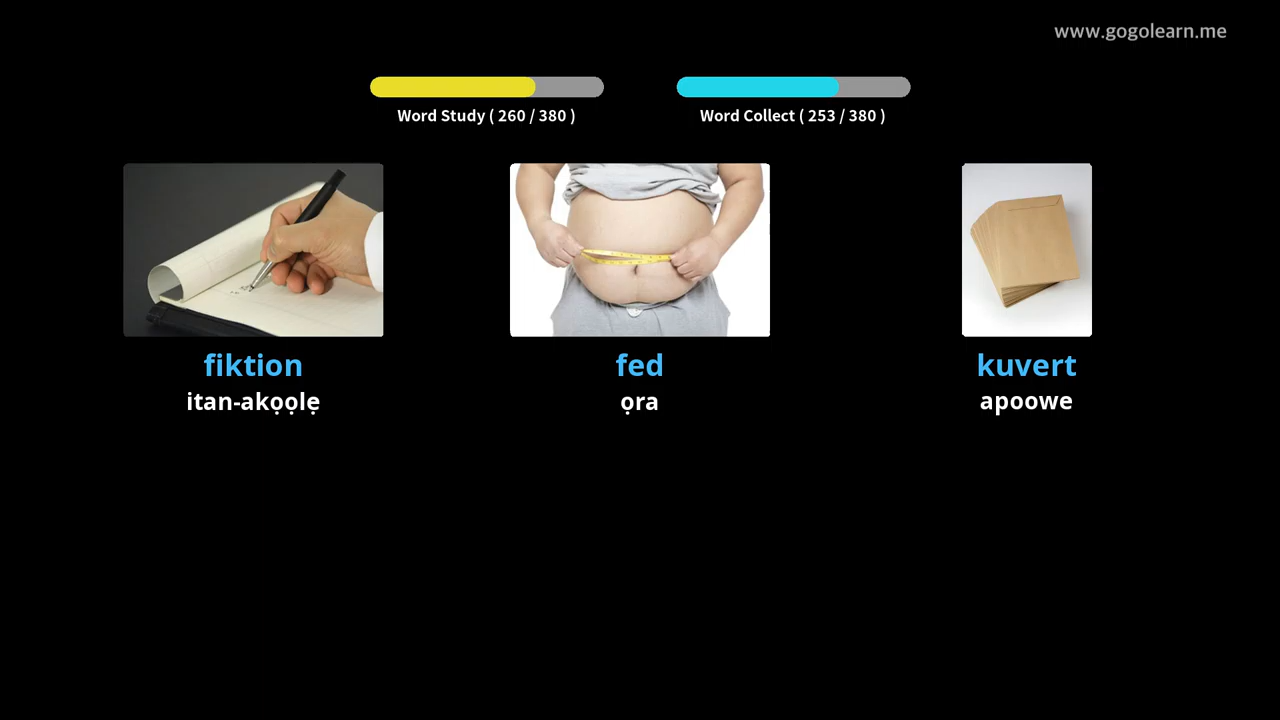 www.gogolearn.me
Word Study ( 260 / 380 )
Word Collect ( 253 / 380 )
fiktion
itan-akọọlẹ
fed
ọra
kuvert
apoowe